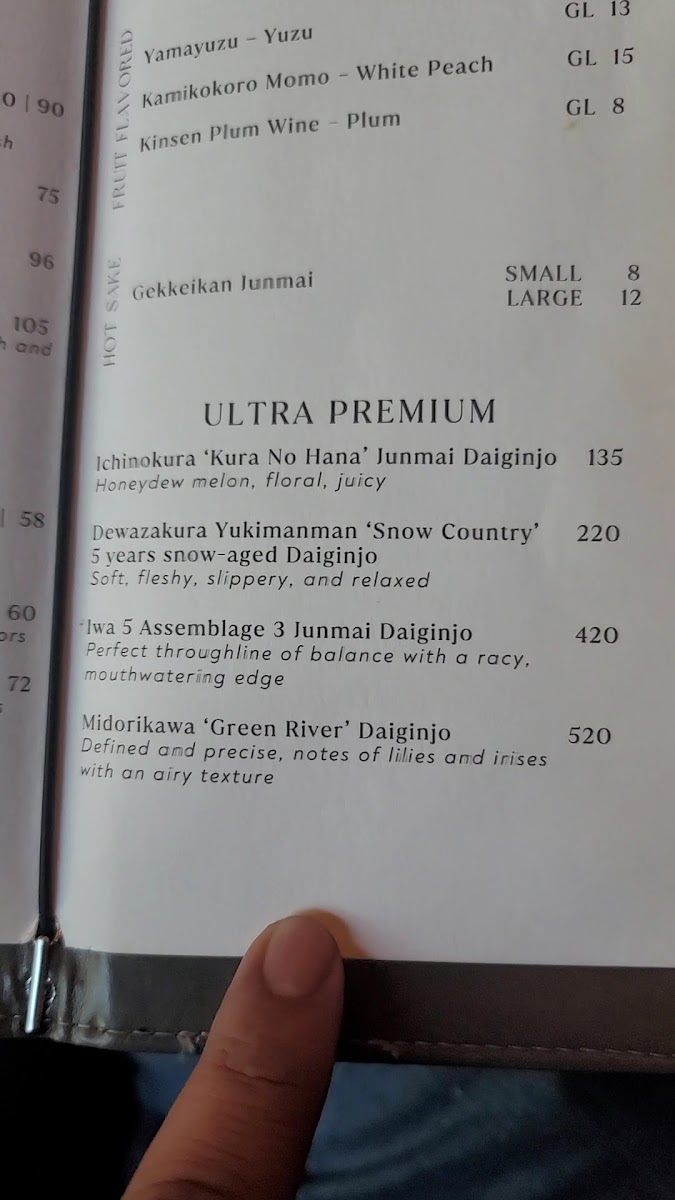 0 | 90
75
96
105
and
| 58
60
72
FRUIT FLAVORED
GL 13
Yamayuzu – Yuzu
GL 15
Kamikokoro Momo – White Peach
GL 8
Kinsen Plum Wine – Plum
HOT SAKE
Gekkeikan Junmai
SMALL 8
LARGE 12
ULTRA PREMIUM
Ichinokura ‘Kura No Hana’ Junmai Daiginjo 135
Honeydew melon, floral, juicy
Dewazakura Yukimanman ‘Snow Country’ 220
5 years snow-aged Daiginjo
Soft, fleshy, slippery, and relaxed
Iwa 5 Assemblage 3 Junmai Daiginjo 420
Perfect throughline of balance with a racy,
mouthwatering edge
Midorikawa ‘Green River’ Daiginjo 520
Defined and precise, notes of lilies and irises
with an airy texture